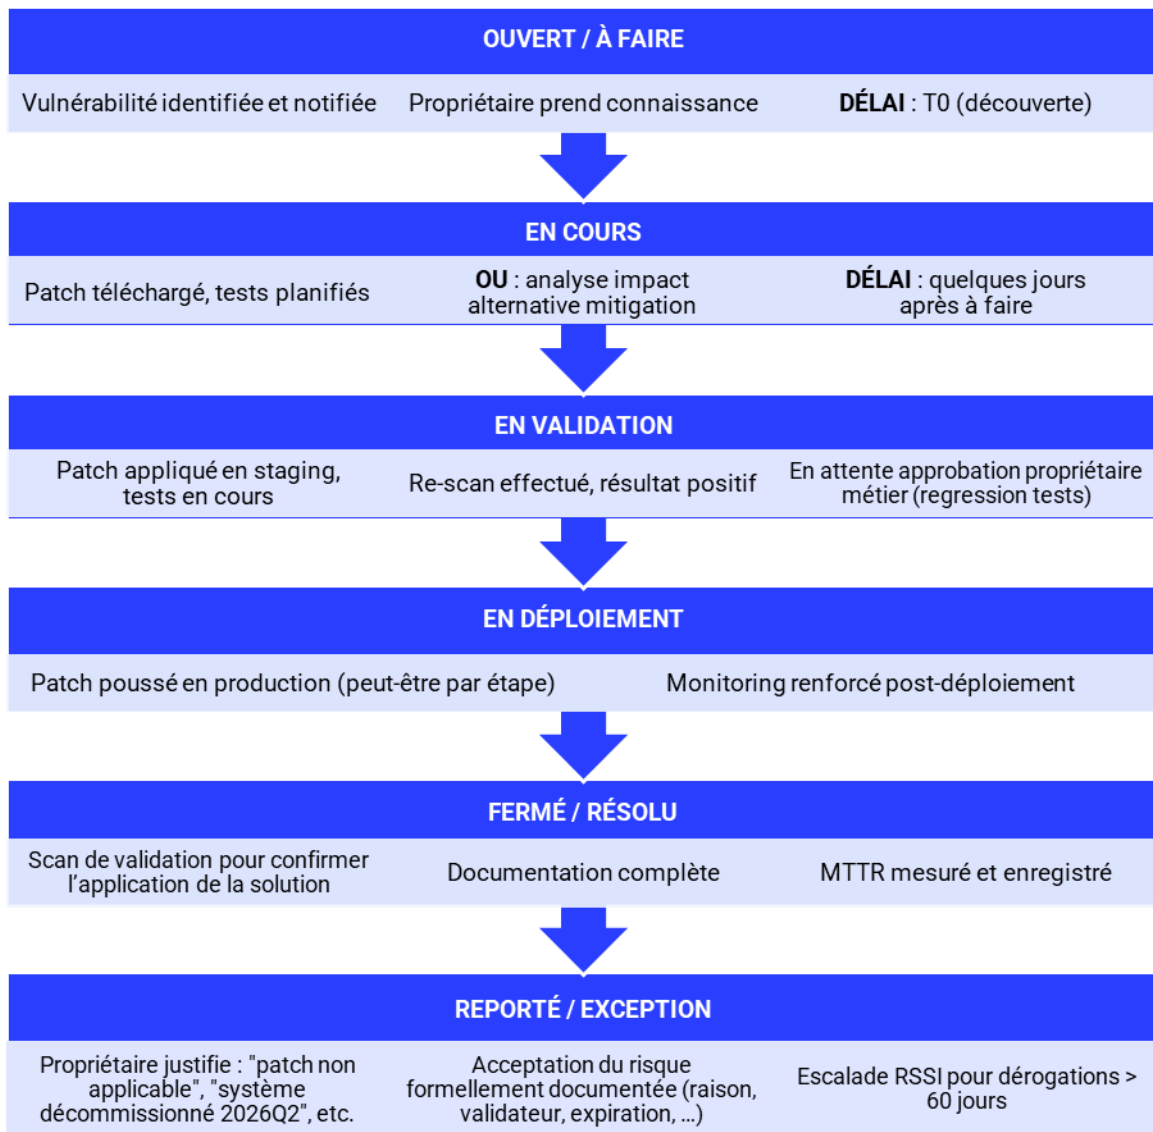 OUVERT / À FAIRE
Vulnérabilité identifiée et notifiée
Propriétaire prend connaissance
DÉLAI : T0 (découverte)
EN COURS
Patch téléchargé, tests planifiés
OU : analyse impact
alternative mitigation
DÉLAI : quelques jours
après à faire
EN VALIDATION
Patch appliqué en staging,
tests en cours
Re-scan effectué, résultat positif
En attente approbation propriétaire
métier (regression tests)
EN DÉPLOIEMENT
Patch poussé en production (peut-être par étape)
Monitoring renforcé post-déploiement
FERMÉ / RÉSOLU
Scan de validation pour confirmer
l’application de la solution
Documentation complète
MTTR mesuré et enregistré
REPORTÉ / EXCEPTION
Propriétaire justifie : "patch non
applicable", "système
décommissionné 2026Q2", etc.
Acceptation du risque
formellement documentée (raison,
validateur, expiration, ...)
Escalade RSSI pour dérogations >
60 jours